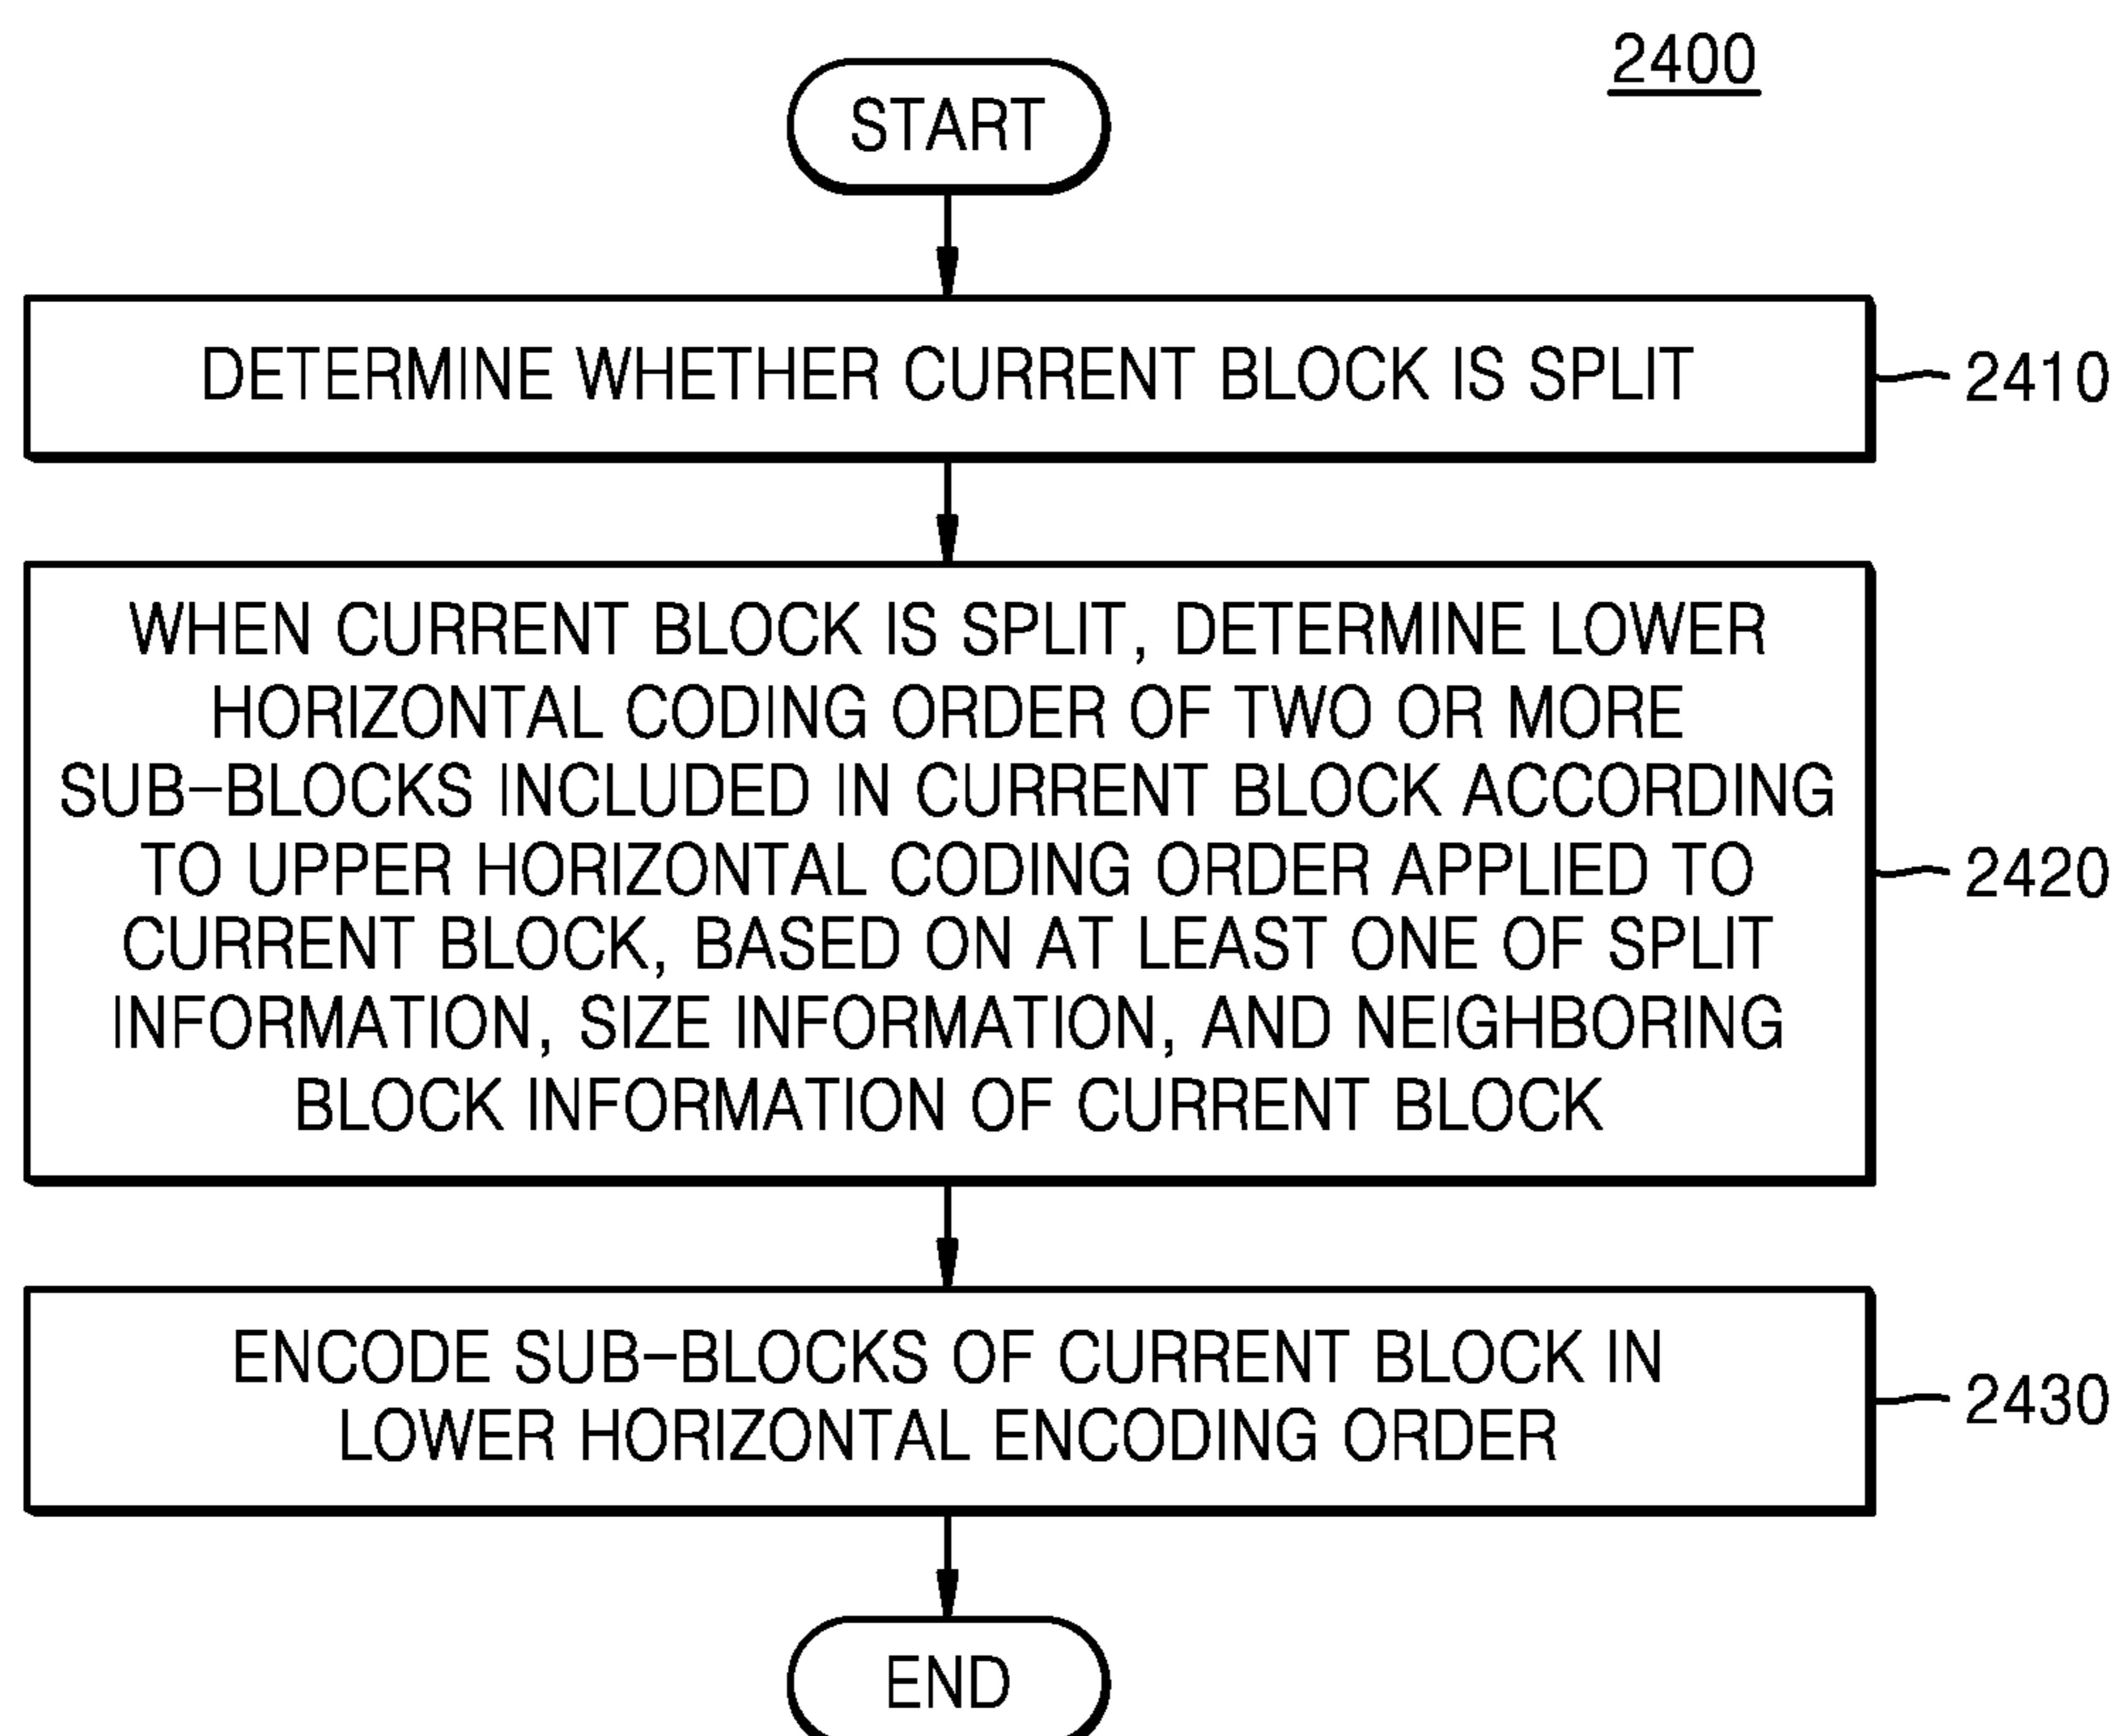 2400
START
DETERMINE WHETHER CURRENT BLOCK IS SPLIT
2410
WHEN CURRENT BLOCK IS SPLIT, DETERMINE LOWER
HORIZONTAL CODING ORDER OF TWO OR MORE
SUB-BLOCKS INCLUDED IN CURRENT BLOCK ACCORDING
TO UPPER HORIZONTAL CODING ORDER APPLIED TO
CURRENT BLOCK, BASED ON AT LEAST ONE OF SPLIT
INFORMATION, SIZE INFORMATION, AND NEIGHBORING
BLOCK INFORMATION OF CURRENT BLOCK
2420
ENCODE SUB-BLOCKS OF CURRENT BLOCK IN
LOWER HORIZONTAL ENCODING ORDER
2430
END